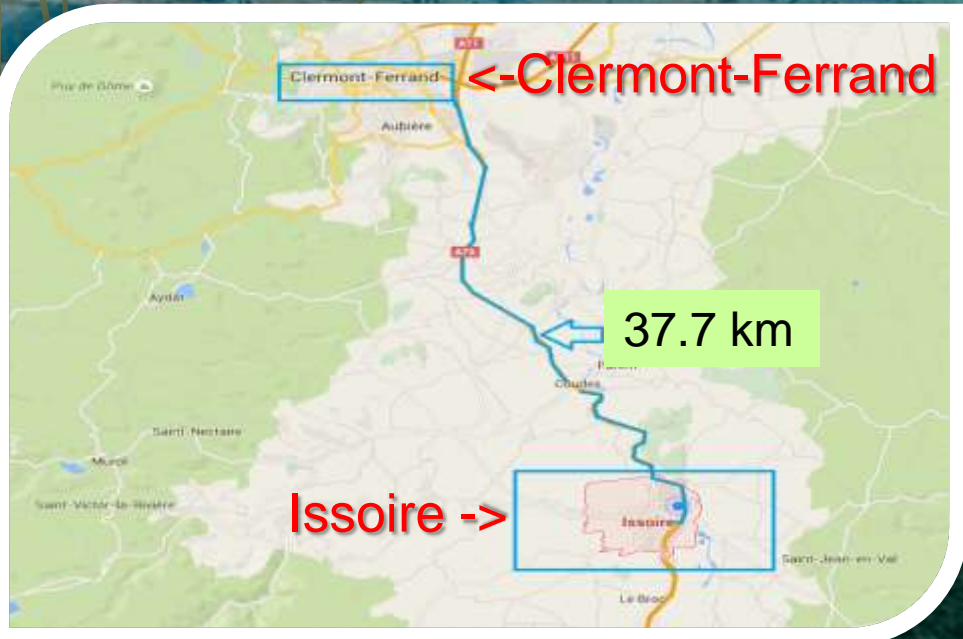 A71
<-Clermont-Ferrand
Clermont-Ferrand
Puy de Dôme
Aubière
A75
Aydat
37.7 km
Coudes
Saint-Nectaire
Murol
Saint-Victor-la-Rivière
Issoire ->
Issoire
Saint-Jean-en-Val
Le Broc